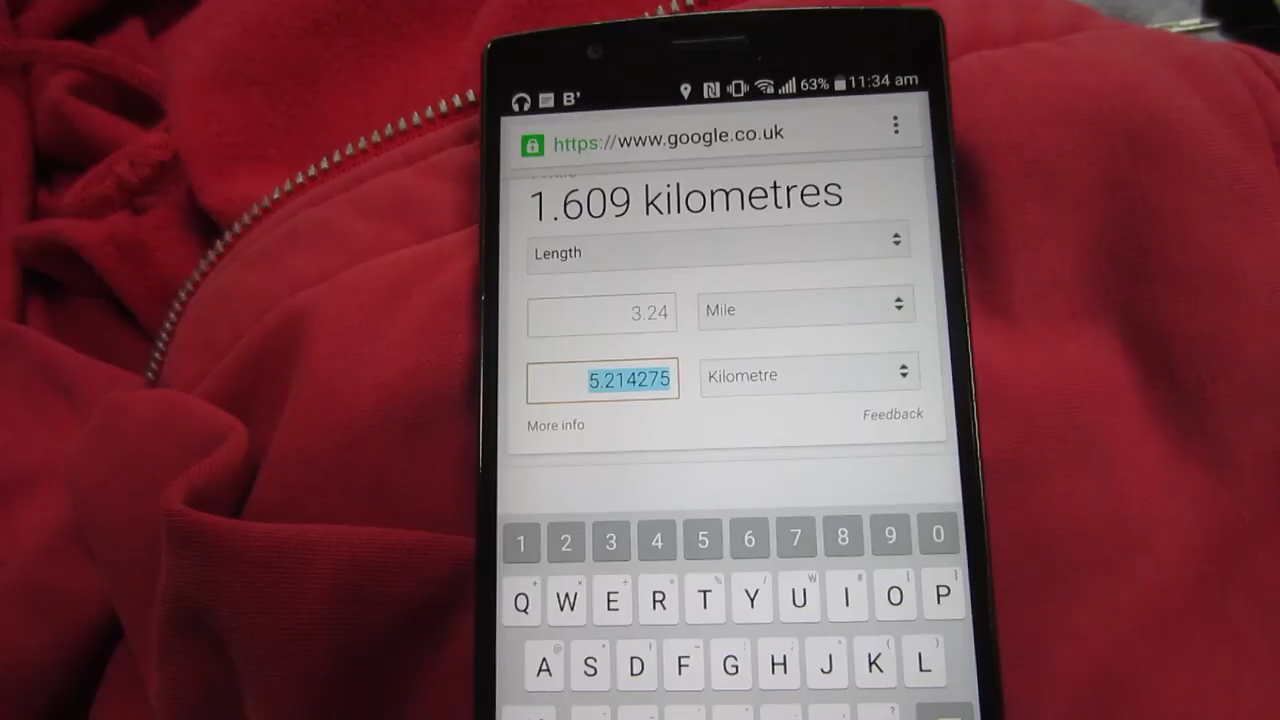 B' 63% 11:34 am
https://www.google.co.uk
1.609 kilometres
Length
3.24 Mile
5.214275 Kilometre
More info Feedback
1 2 3 4 5 6 7 8 9 0
Q W E R T Y U I O P
A S D F G H J K L